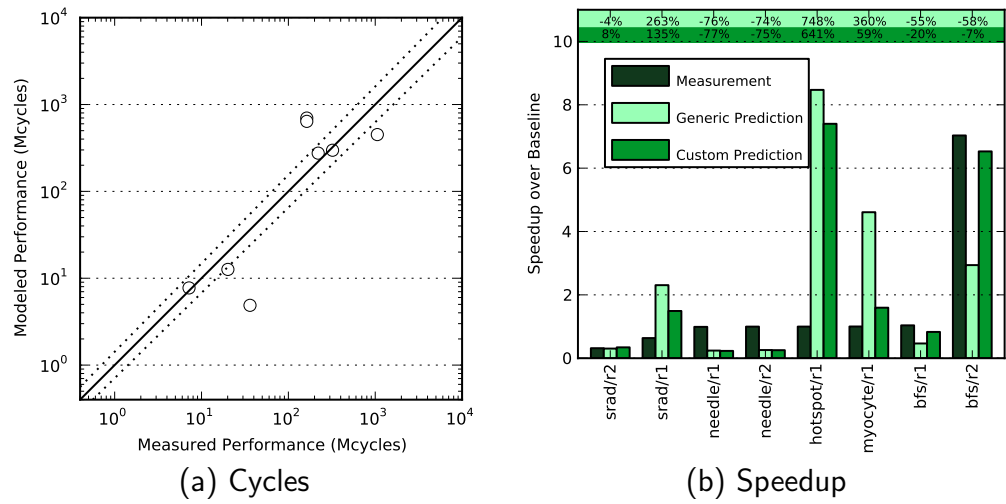 10^4
10^3
10^2
10^1
10^0
Modeled Performance (Mcycles)
10^0 10^1 10^2 10^3 10^4
Measured Performance (Mcycles)
(a) Cycles
-4% 263% -76% -74% 748% 360% -55% -58%
8% 135% -77% -75% 641% 59% -20% -7%
10
8
6
4
2
0
Speedup over Baseline
Measurement
Generic Prediction
Custom Prediction
srad/r2
srad/r1
needle/r1
needle/r2
hotspot/r1
myocyte/r1
bfs/r1
bfs/r2
(b) Speedup